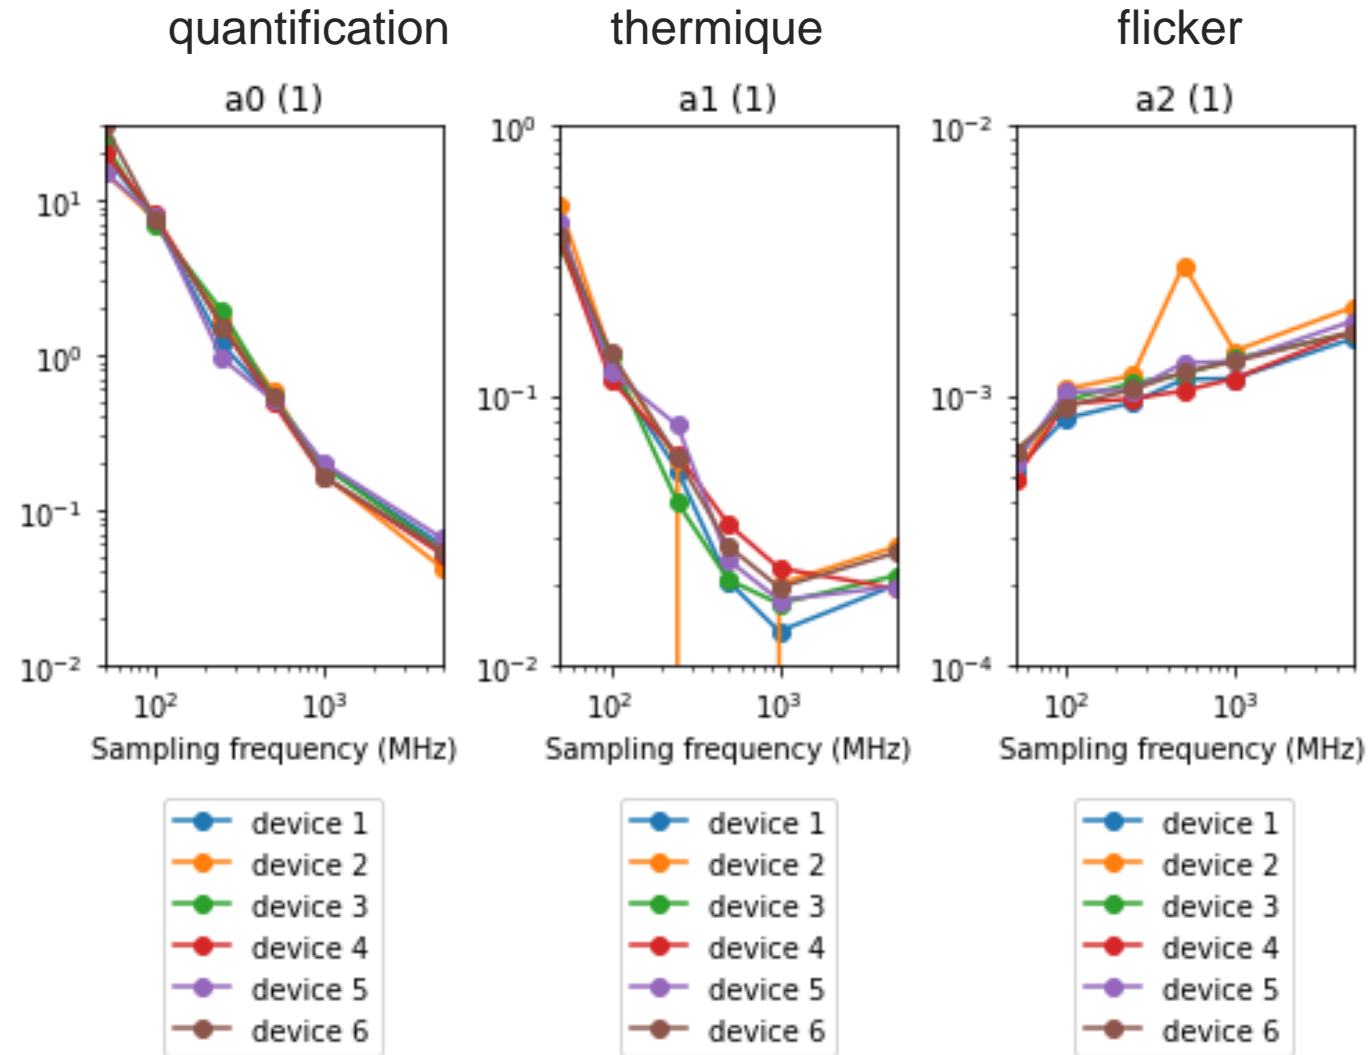 quantification thermique flicker
a0 (1) a1 (1) a2 (1)
10¹
10⁰
10⁻¹
10⁻²
10² 10³
Sampling frequency (MHz)
10⁰
10⁻¹
10⁻²
10² 10³
Sampling frequency (MHz)
10⁻²
10⁻³
10⁻⁴
10² 10³
Sampling frequency (MHz)
device 1
device 2
device 3
device 4
device 5
device 6
device 1
device 2
device 3
device 4
device 5
device 6
device 1
device 2
device 3
device 4
device 5
device 6